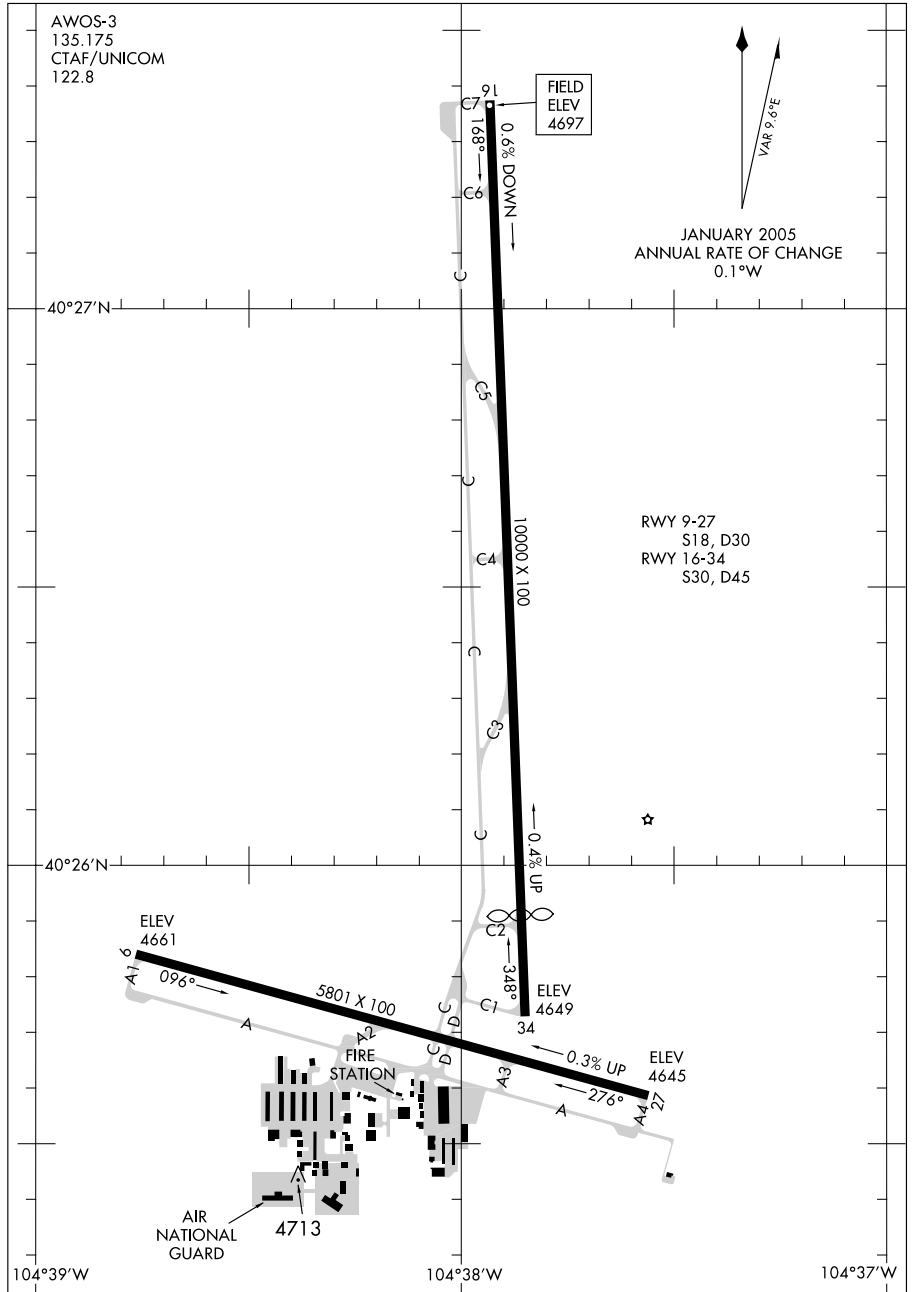 AWOS-3
135.175
CTAF/UNICOM
122.8
16
FIELD
ELEV
4697
C7
168°
0.6% DOWN
C6
VAR 9.6°E
JANUARY 2005
ANNUAL RATE OF CHANGE
0.1°W
C
40°27'N
C5
C
10000 X 100
RWY 9-27
S18, D30
RWY 16-34
S30, D45
C4
C
C3
C
0.4% UP
40°26'N
C2
348°
ELEV
4661
9
A1
096°
5801 X 100
C1
ELEV
4649
34
C
D
A
A2
C
D
FIRE
STATION
0.3% UP
ELEV
4645
A3
276°
A
A4
27
AIR
NATIONAL
GUARD
4713
104°39'W
104°38'W
104°37'W